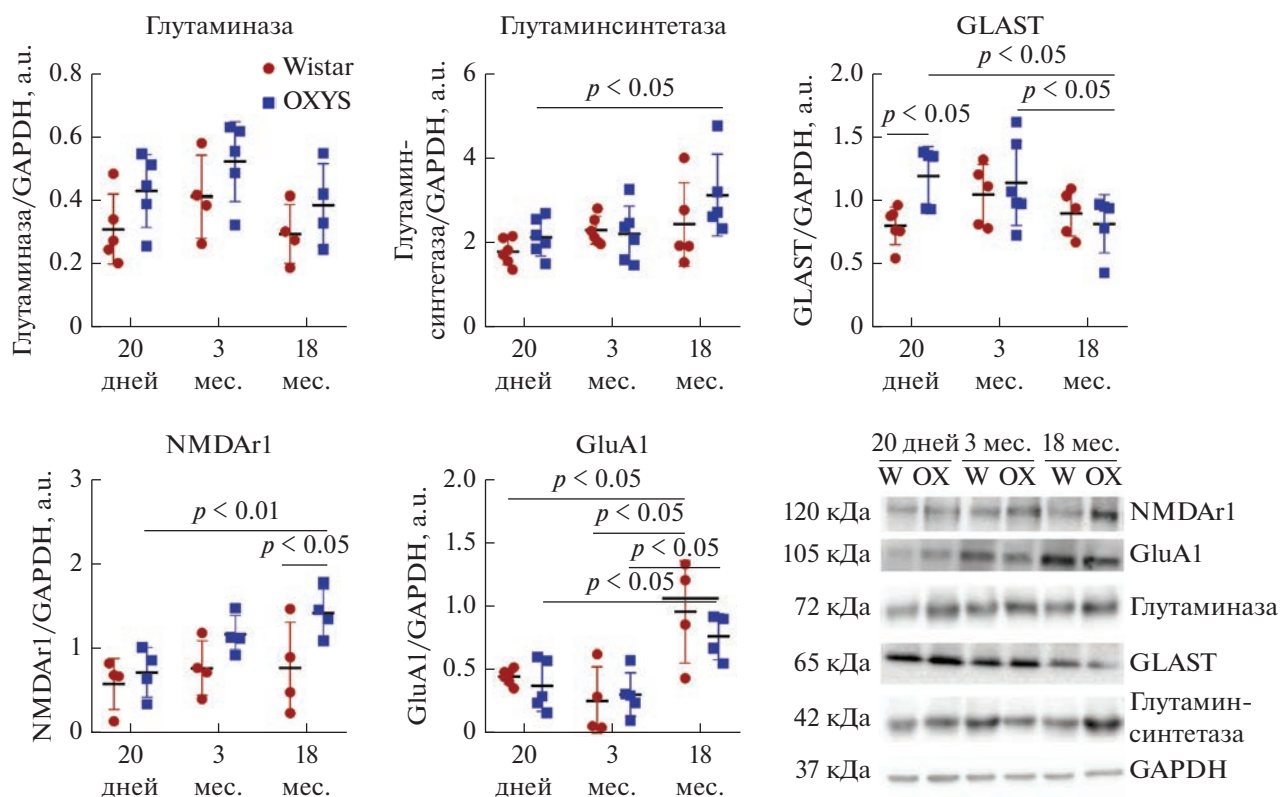 Глутаминаза
Глутаминаза/GAPDH, a.u.
0.8
0.6
0.4
0.2
0
Wistar
OXYS
20 дней
3 мес.
18 мес.
Глутаминсинтетаза
Глутамин-
синтетаза/GAPDH, a.u.
6
4
2
0
p < 0.05
20 дней
3 мес.
18 мес.
GLAST
GLAST/GAPDH, a.u.
2.0
1.5
1.0
0.5
0
p < 0.05
p < 0.05
p < 0.05
20 дней
3 мес.
18 мес.
NMDAr1
NMDAr1/GAPDH, a.u.
3
2
1
0
p < 0.01
p < 0.05
20 дней
3 мес.
18 мес.
GluA1
GluA1/GAPDH, a.u.
2.0
1.5
1.0
0.5
0
p < 0.05
p < 0.05
p < 0.05
p < 0.05
20 дней
3 мес.
18 мес.
20 дней 3 мес. 18 мес.
W OX W OX W OX
120 кДа NMDAr1
105 кДа GluA1
72 кДа Глутаминаза
65 кДа GLAST
42 кДа Глутамин-
синтетаза
37 кДа GAPDH